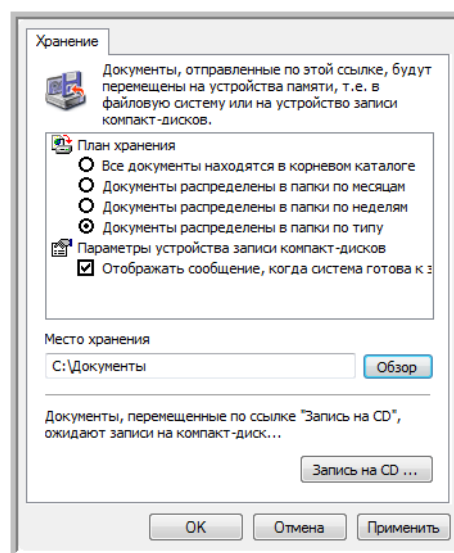 Хранение
Документы, отправленные по этой ссылке, будут
перемещены на устройства памяти, т.е. в
файловую систему или на устройство записи
компакт-дисков.
План хранения
Все документы находятся в корневом каталоге
Документы распределены в папки по месяцам
Документы распределены в папки по неделям
Документы распределены в папки по типу
Параметры устройства записи компакт-дисков
Отображать сообщение, когда система готова к з
Место хранения
C:\Документы
Обзор
Документы, перемещенные по ссылке "Запись на CD",
ожидают записи на компакт-диск...
Запись на CD ...
OK
Отмена
Применить